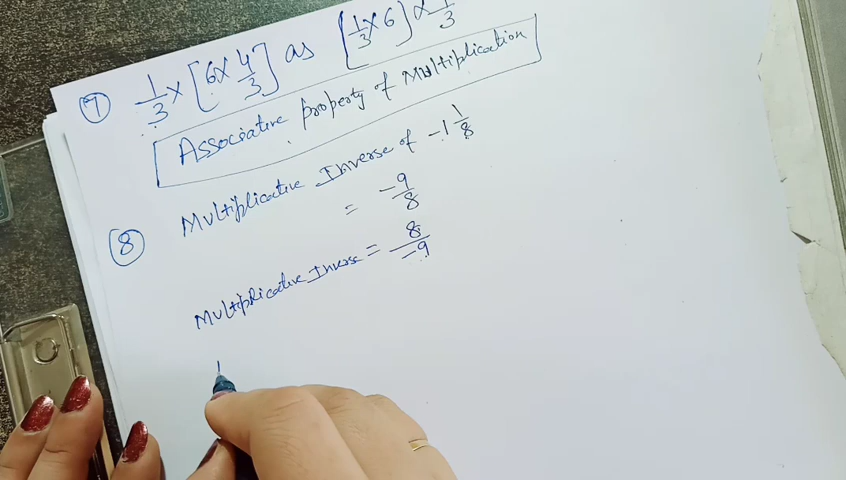 7 1/3 × [6 × 4/3] as [1/3 × 6] × 1/3
Associative property of Multiplication
8 Multiplicative Inverse of -1 1/8
= -9/8
Multiplicative Inverse = 8/-9